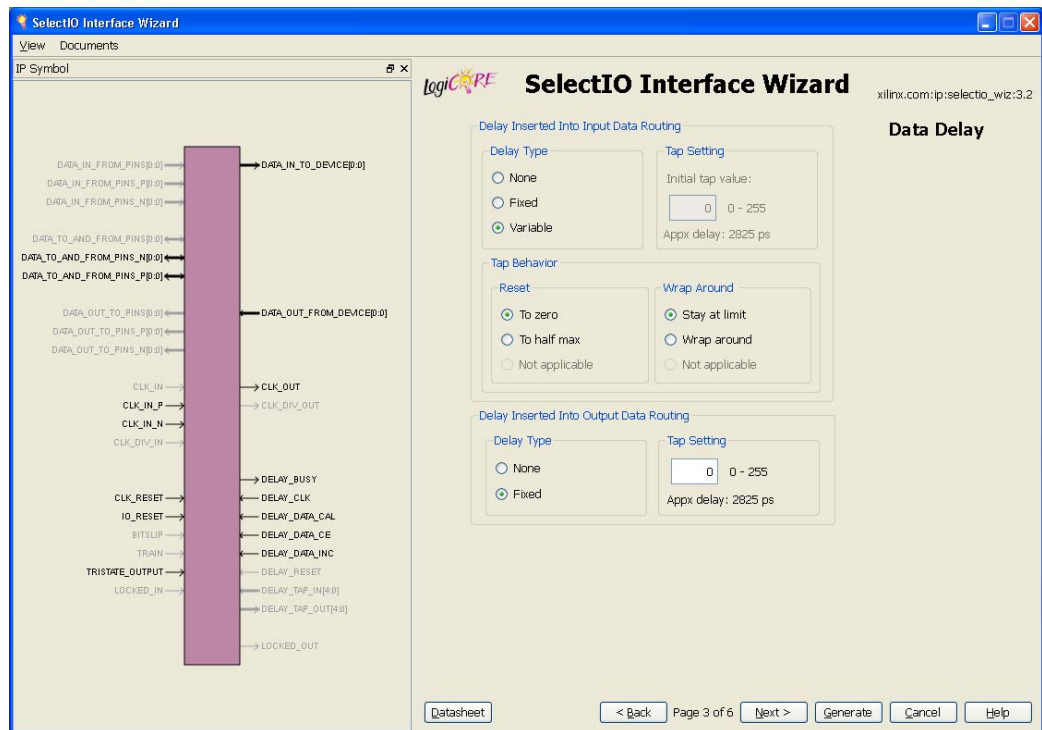 SelectIO Interface Wizard
View Documents
IP Symbol
DATA_IN_FROM_PINS[0:0]
DATA_IN_FROM_PINS_P[0:0]
DATA_IN_FROM_PINS_N[0:0]
DATA_TO_AND_FROM_PINS[0:0]
DATA_TO_AND_FROM_PINS_N[0:0]
DATA_TO_AND_FROM_PINS_P[0:0]
DATA_OUT_TO_PINS[0:0]
DATA_OUT_TO_PINS_P[0:0]
DATA_OUT_TO_PINS_N[0:0]
CLK_IN
CLK_IN_P
CLK_IN_N
CLK_DIV_IN
CLK_RESET
IO_RESET
BITSLIP
TRAIN
TRISTATE_OUTPUT
LOCKED_IN
DATA_IN_TO_DEVICE[0:0]
DATA_OUT_FROM_DEVICE[0:0]
CLK_OUT
CLK_DIV_OUT
DELAY_BUSY
DELAY_CLK
DELAY_DATA_CAL
DELAY_DATA_CE
DELAY_DATA_INC
DELAY_RESET
DELAY_TAP_IN[4:0]
DELAY_TAP_OUT[4:0]
LOCKED_OUT
LogiCORE
SelectIO Interface Wizard
xilinx.com:ip:selectio_wiz:3.2
Data Delay
Delay Inserted Into Input Data Routing
Delay Type
None
Fixed
Variable
Tap Setting
Initial tap value:
0 0 - 255
Appx delay: 2825 ps
Tap Behavior
Reset
To zero
To half max
Not applicable
Wrap Around
Stay at limit
Wrap around
Not applicable
Delay Inserted Into Output Data Routing
Delay Type
None
Fixed
Tap Setting
0 0 - 255
Appx delay: 2825 ps
Datasheet
< Back Page 3 of 6 Next > Generate Cancel Help